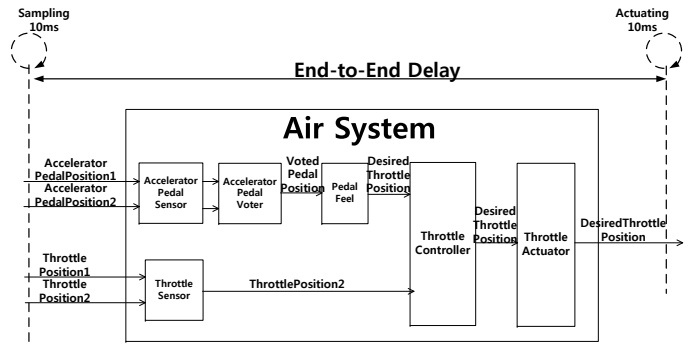 Sampling
10ms
Actuating
10ms
End-to-End Delay
Air System
Accelerator
PedalPosition1
Accelerator
PedalPosition2
Accelerator
Pedal
Sensor
Accelerator
Pedal
Voter
Voted
Pedal
Position
Pedal
Feel
Desired
Throttle
Position
Throttle
Controller
Desired
Throttle
Position
Throttle
Actuator
DesiredThrottle
Position
Throttle
Position1
Throttle
Position2
Throttle
Sensor
ThrottlePosition2